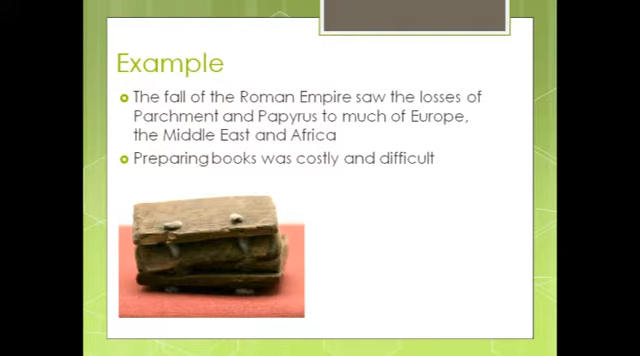 Example
The fall of the Roman Empire saw the losses of
Parchment and Papyrus to much of Europe,
the Middle East and Africa
Preparing books was costly and difficult